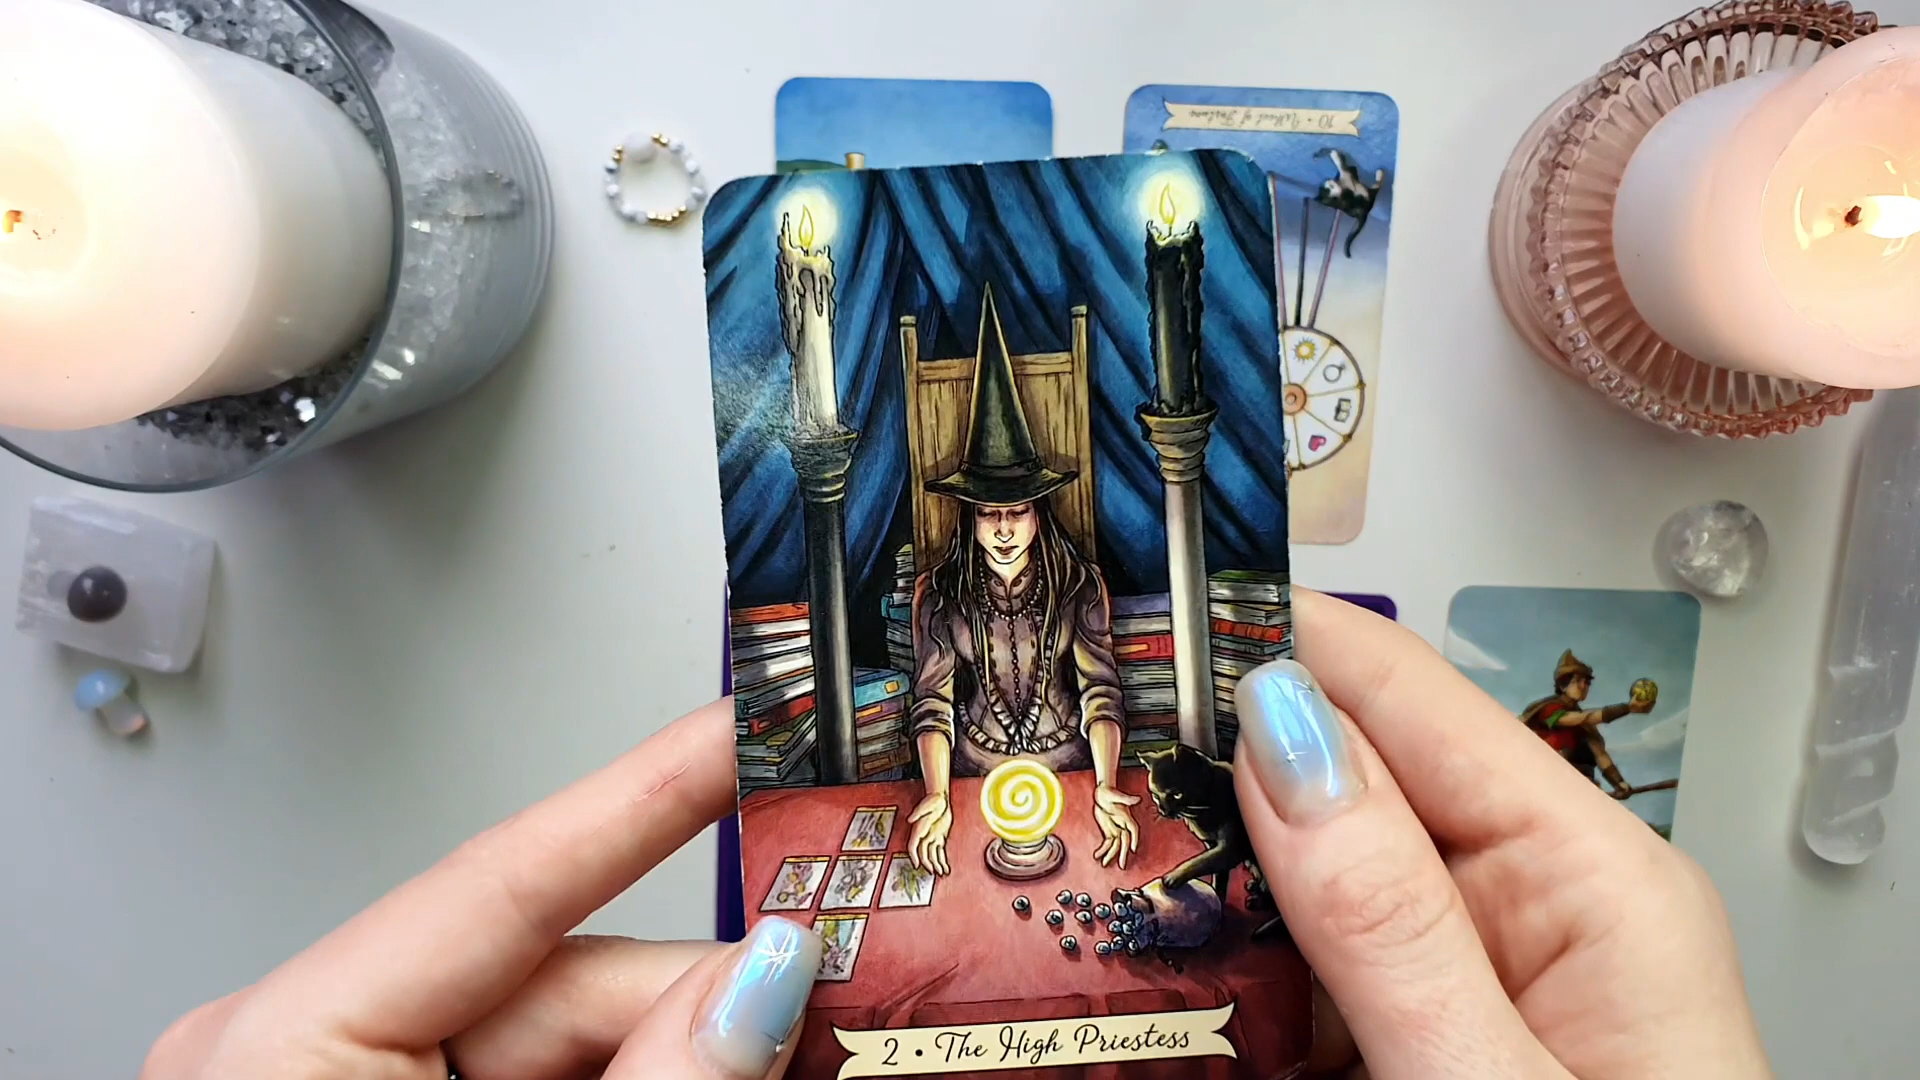 10 • Wheel of Fortune
2 • The High Priestess